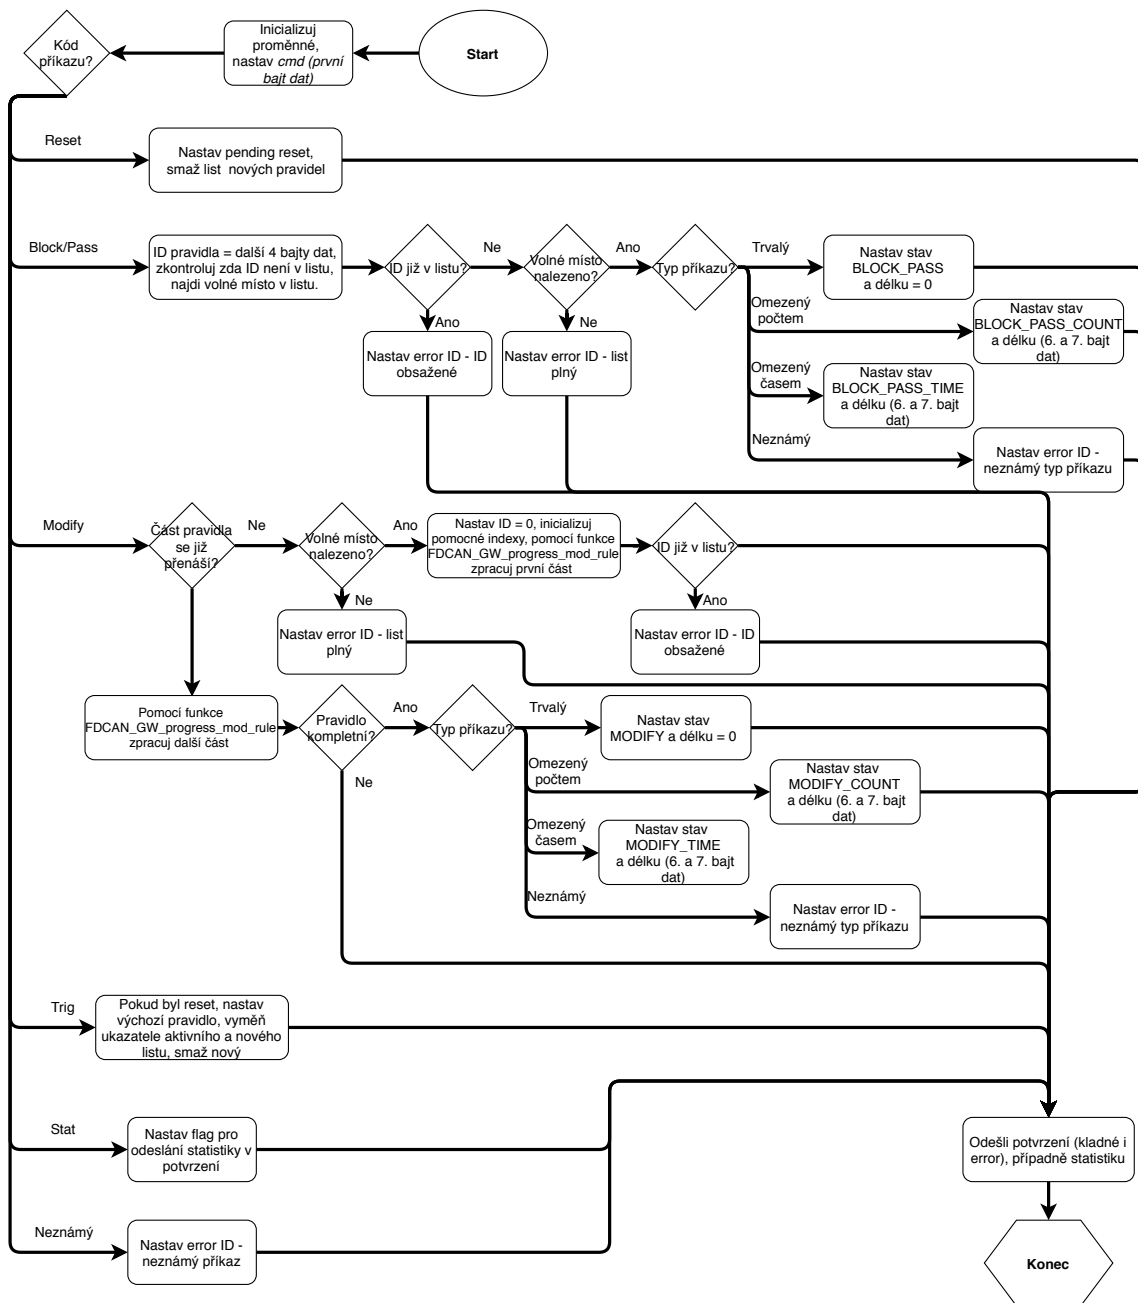 Kód
příkazu?
Inicializuj
proměnné,
nastav cmd (první
bajt dat)
Start
Reset
Nastav pending reset,
smaž list  nových pravidel
Block/Pass
ID pravidla = další 4 bajty dat,
zkontroluj zda ID není v listu,
najdi volné místo v listu.
ID již v listu?
Ne
Volné místo
nalezeno?
Ano
Typ příkazu?
Trvalý
Nastav stav
BLOCK_PASS
a délku = 0
Omezený
počtem
Nastav stav
BLOCK_PASS_COUNT
a délku (6. a 7. bajt
dat)
Ano
Nastav error ID - ID
obsažené
Ne
Nastav error ID - list
plný
Omezený
časem
Nastav stav
BLOCK_PASS_TIME
a délku (6. a 7. bajt
dat)
Neznámý
Nastav error ID -
neznámý typ příkazu
Modify
Část pravidla
se již
přenáší?
Ne
Volné místo
nalezeno?
Ano
Nastav ID = 0, inicializuj
pomocné indexy, pomocí funkce
FDCAN_GW_progress_mod_rule
zpracuj první část
ID již v listu?
Ne
Nastav error ID - list
plný
Ano
Nastav error ID - ID
obsažené
Pomocí funkce
FDCAN_GW_progress_mod_rule
zpracuj další část
Pravidlo
kompletní?
Ano
Typ příkazu?
Trvalý
Nastav stav
MODIFY a délku = 0
Ne
Omezený
počtem
Nastav stav
MODIFY_COUNT
a délku (6. a 7. bajt
dat)
Omezený
časem
Nastav stav
MODIFY_TIME
a délku (6. a 7. bajt
dat)
Neznámý
Nastav error ID -
neznámý typ příkazu
Trig
Pokud byl reset, nastav
výchozí pravidlo, vyměň
ukazatele aktivního a nového
listu, smaž nový
Stat
Nastav flag pro
odeslání statistiky v
potvrzení
Odešli potvrzení (kladné i
error), případně statistiku
Neznámý
Nastav error ID -
neznámý příkaz
Konec